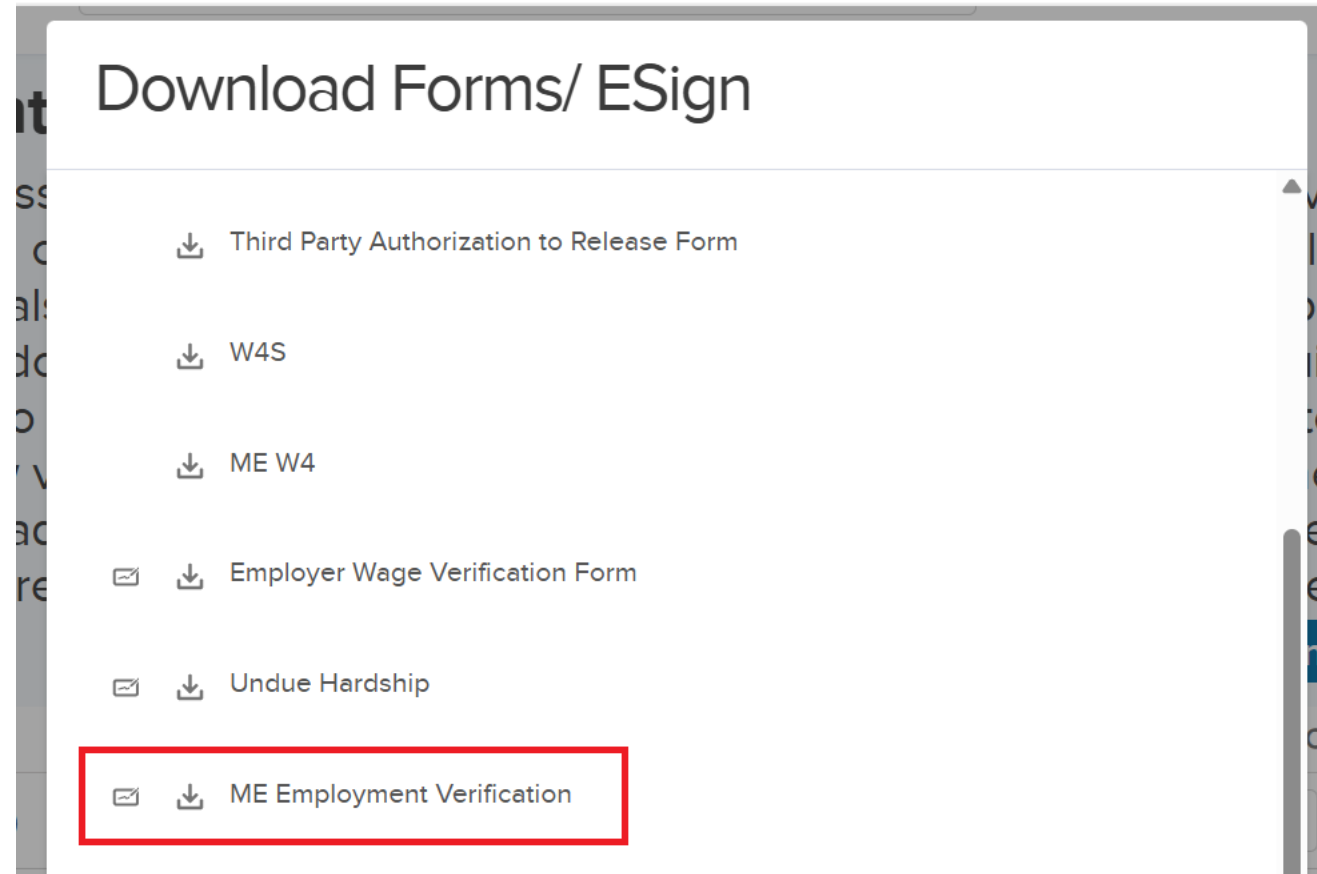 Download Forms/ ESign
Third Party Authorization to Release Form
W4S
ME W4
Employer Wage Verification Form
Undue Hardship
ME Employment Verification